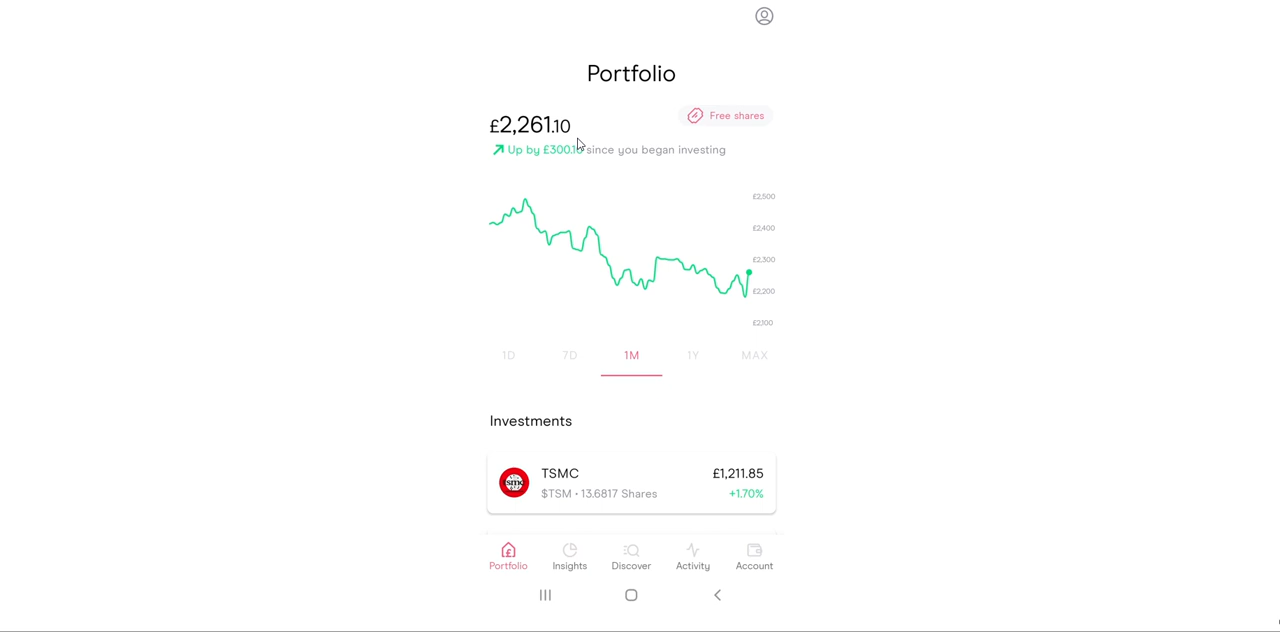 Portfolio
£2,261.10
Free shares
Up by £300.10 since you began investing
£2,500
£2,400
£2,300
£2,200
£2,100
1D 7D 1M 1Y MAX
Investments
tsmc
TSMC £1,211.85
$TSM · 13.6817 Shares +1.70%
Portfolio Insights Discover Activity Account